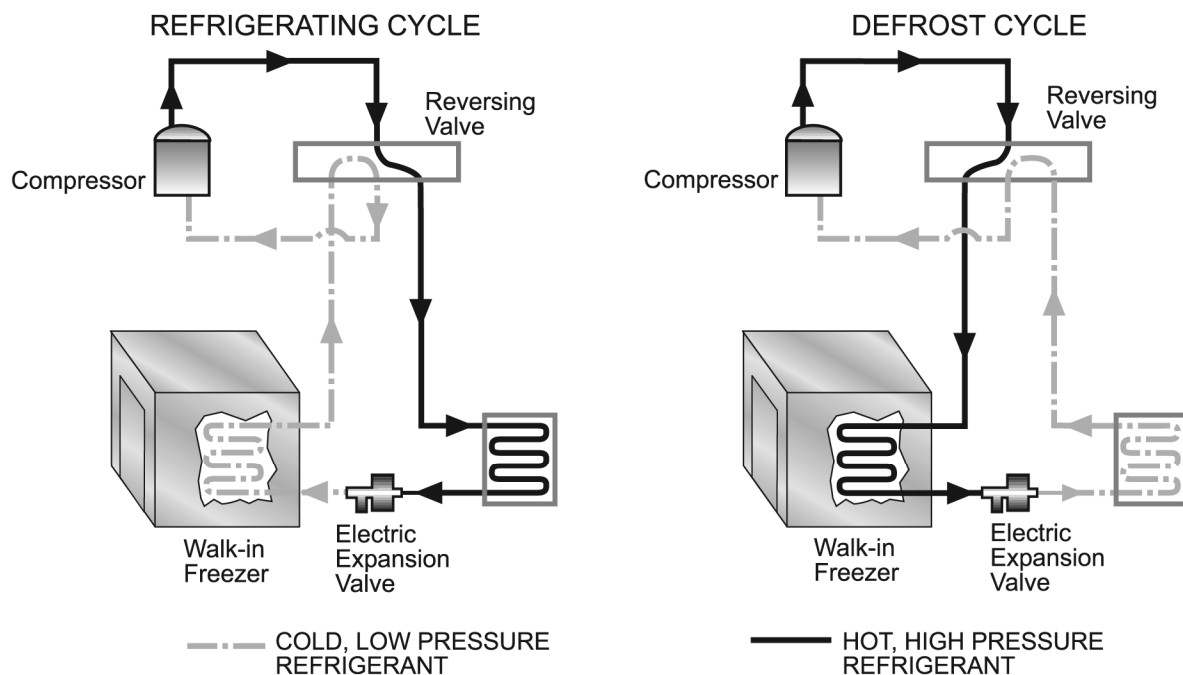 REFRIGERATING CYCLE
Reversing
Valve
Compressor
Walk-in
Freezer
Electric
Expansion
Valve
COLD, LOW PRESSURE
REFRIGERANT
DEFROST CYCLE
Reversing
Valve
Compressor
Walk-in
Freezer
Electric
Expansion
Valve
HOT, HIGH PRESSURE
REFRIGERANT